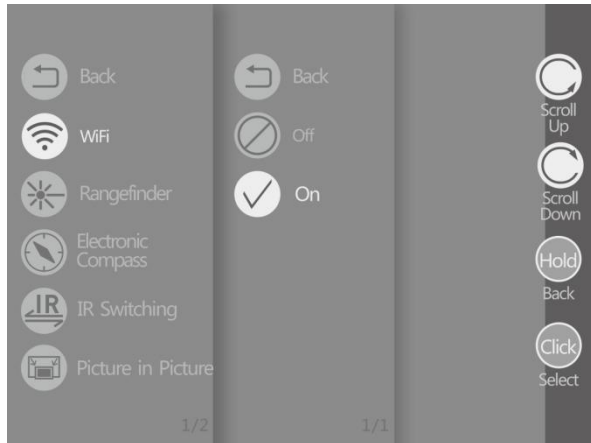 Back
WiFi
Rangefinder
Electronic
Compass
IR
IR Switching
Picture in Picture
1/2
Back
Off
On
1/1
Scroll
Up
Scroll
Down
Hold
Back
Click
Select